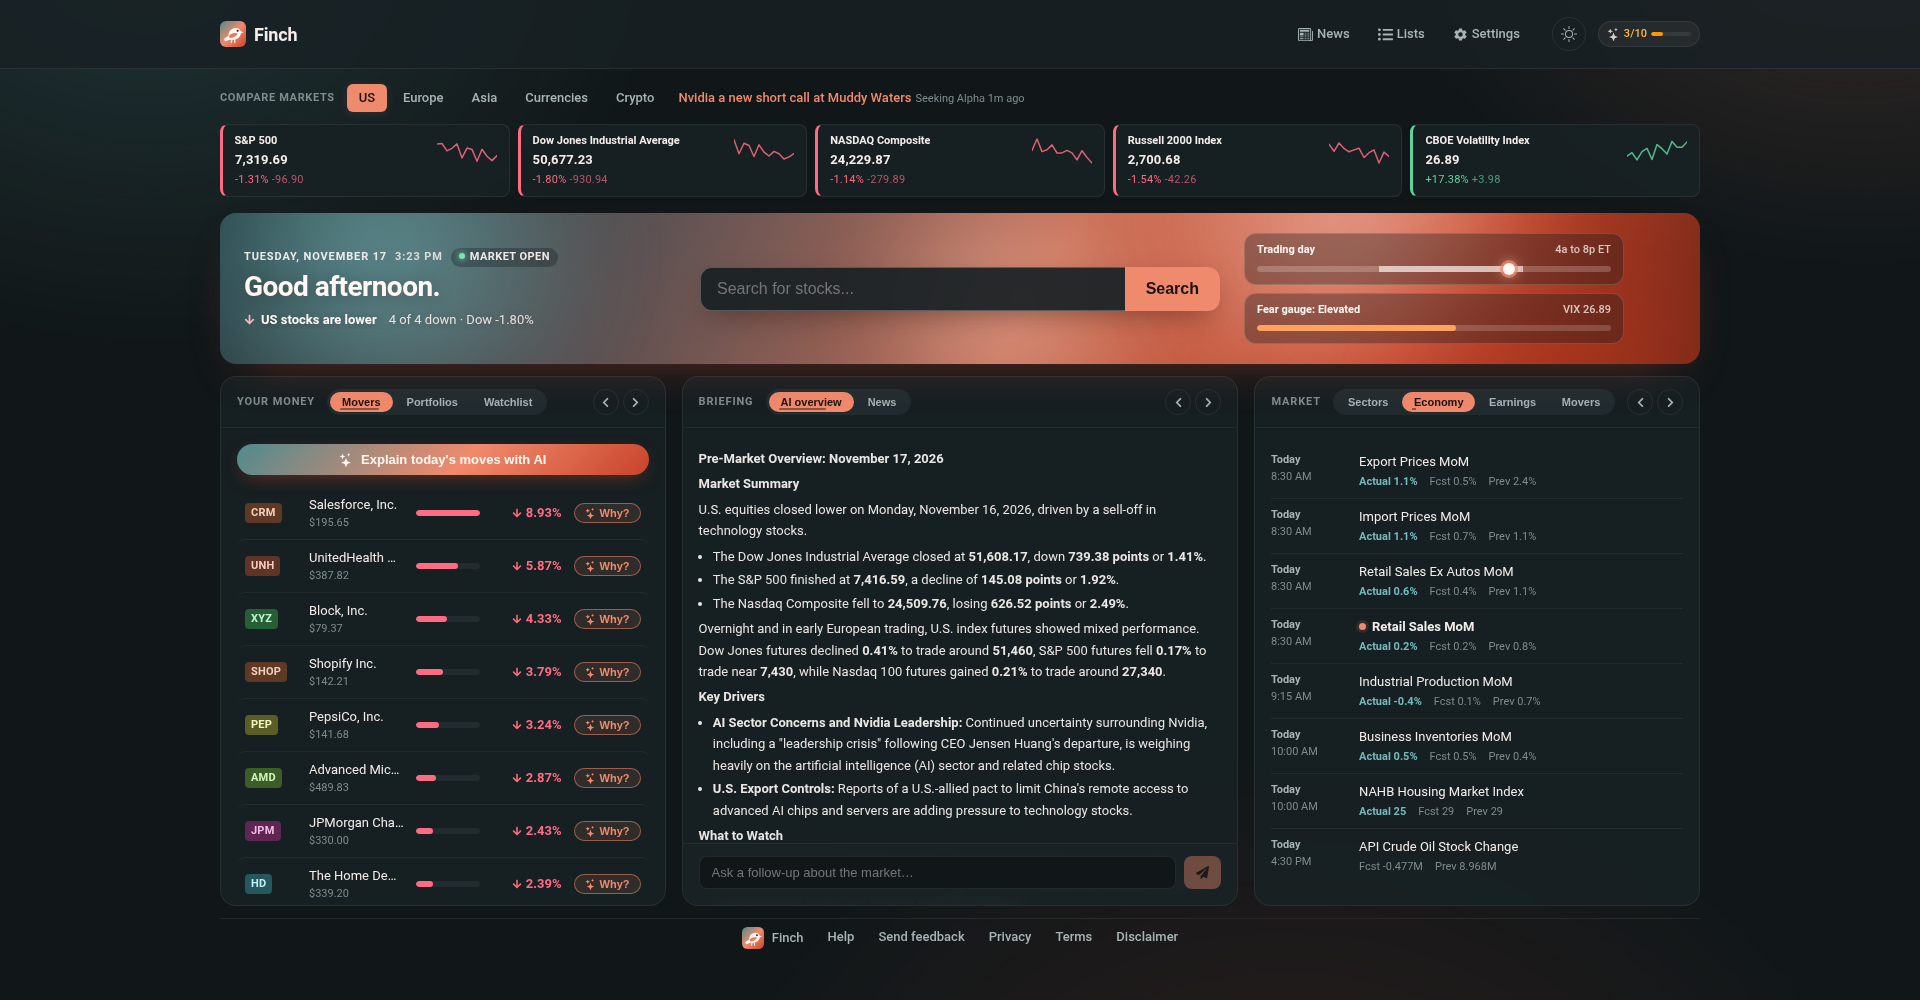 Finch
News
Lists
Settings
3/10
COMPARE MARKETS
US
Europe
Asia
Currencies
Crypto
Nvidia a new short call at Muddy Waters Seeking Alpha 1m ago
S&P 500
7,319.69
-1.31% -96.90
Dow Jones Industrial Average
50,677.23
-1.80% -930.94
NASDAQ Composite
24,229.87
-1.14% -279.89
Russell 2000 Index
2,700.68
-1.54% -42.26
CBOE Volatility Index
26.89
+17.38% +3.98
TUESDAY, NOVEMBER 17 3:23 PM MARKET OPEN
Good afternoon.
US stocks are lower 4 of 4 down · Dow -1.80%
Search for stocks...
Search
Trading day
4a to 8p ET
Fear gauge: Elevated
VIX 26.89
YOUR MONEY
Movers
Portfolios
Watchlist
Explain today's moves with AI
CRM
Salesforce, Inc.
$195.65
8.93%
Why?
UNH
UnitedHealth ...
$387.82
5.87%
Why?
XYZ
Block, Inc.
$79.37
4.33%
Why?
SHOP
Shopify Inc.
$142.21
3.79%
Why?
PEP
PepsiCo, Inc.
$141.68
3.24%
Why?
AMD
Advanced Mic...
$489.83
2.87%
Why?
JPM
JPMorgan Cha...
$330.00
2.43%
Why?
HD
The Home De...
$339.20
2.39%
Why?
BRIEFING
AI overview
News
Pre-Market Overview: November 17, 2026
Market Summary
U.S. equities closed lower on Monday, November 16, 2026, driven by a sell-off in
technology stocks.
• The Dow Jones Industrial Average closed at 51,608.17, down 739.38 points or 1.41%.
• The S&P 500 finished at 7,416.59, a decline of 145.08 points or 1.92%.
• The Nasdaq Composite fell to 24,509.76, losing 626.52 points or 2.49%.
Overnight and in early European trading, U.S. index futures showed mixed performance.
Dow Jones futures declined 0.41% to trade around 51,460, S&P 500 futures fell 0.17% to
trade near 7,430, while Nasdaq 100 futures gained 0.21% to trade around 27,340.
Key Drivers
• AI Sector Concerns and Nvidia Leadership: Continued uncertainty surrounding Nvidia,
including a "leadership crisis" following CEO Jensen Huang's departure, is weighing
heavily on the artificial intelligence (AI) sector and related chip stocks.
• U.S. Export Controls: Reports of a U.S.-allied pact to limit China's remote access to
advanced AI chips and servers are adding pressure to technology stocks.
What to Watch
Ask a follow-up about the market...
MARKET
Sectors
Economy
Earnings
Movers
Today
8:30 AM
Export Prices MoM
Actual 1.1% Fcst 0.5% Prev 2.4%
Today
8:30 AM
Import Prices MoM
Actual 1.1% Fcst 0.7% Prev 1.1%
Today
8:30 AM
Retail Sales Ex Autos MoM
Actual 0.6% Fcst 0.4% Prev 1.1%
Today
8:30 AM
Retail Sales MoM
Actual 0.2% Fcst 0.2% Prev 0.8%
Today
9:15 AM
Industrial Production MoM
Actual -0.4% Fcst 0.1% Prev 0.7%
Today
10:00 AM
Business Inventories MoM
Actual 0.5% Fcst 0.5% Prev 0.4%
Today
10:00 AM
NAHB Housing Market Index
Actual 25 Fcst 29 Prev 29
Today
4:30 PM
API Crude Oil Stock Change
Fcst -0.477M Prev 8.968M
Finch
Help
Send feedback
Privacy
Terms
Disclaimer